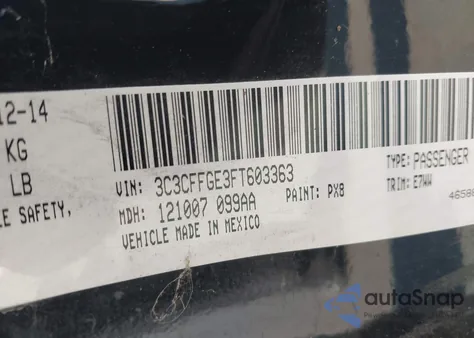 12-14
KG
LB
LE SAFETY,
VIN: 3C3CFFGE3FT603363
MDH: 121007 099AA
PAINT: PX8
VEHICLE MADE IN MEXICO
TYPE: PASSENGER
TRIM: E7WW
autoSnap